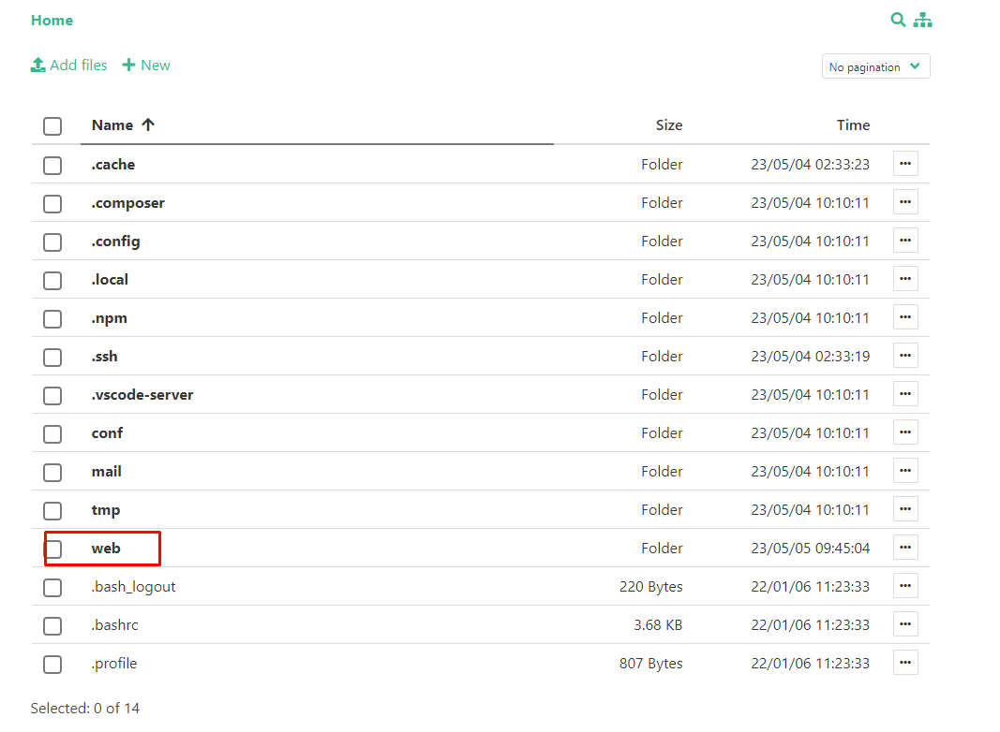 Home
Add files New
No pagination
Name Size Time
.cache Folder 23/05/04 02:33:23
.composer Folder 23/05/04 10:10:11
.config Folder 23/05/04 10:10:11
.local Folder 23/05/04 10:10:11
.npm Folder 23/05/04 10:10:11
.ssh Folder 23/05/04 02:33:19
.vscode-server Folder 23/05/04 10:10:11
conf Folder 23/05/04 10:10:11
mail Folder 23/05/04 10:10:11
tmp Folder 23/05/04 10:10:11
web Folder 23/05/05 09:45:04
.bash_logout 220 Bytes 22/01/06 11:23:33
.bashrc 3.68 KB 22/01/06 11:23:33
.profile 807 Bytes 22/01/06 11:23:33
Selected: 0 of 14